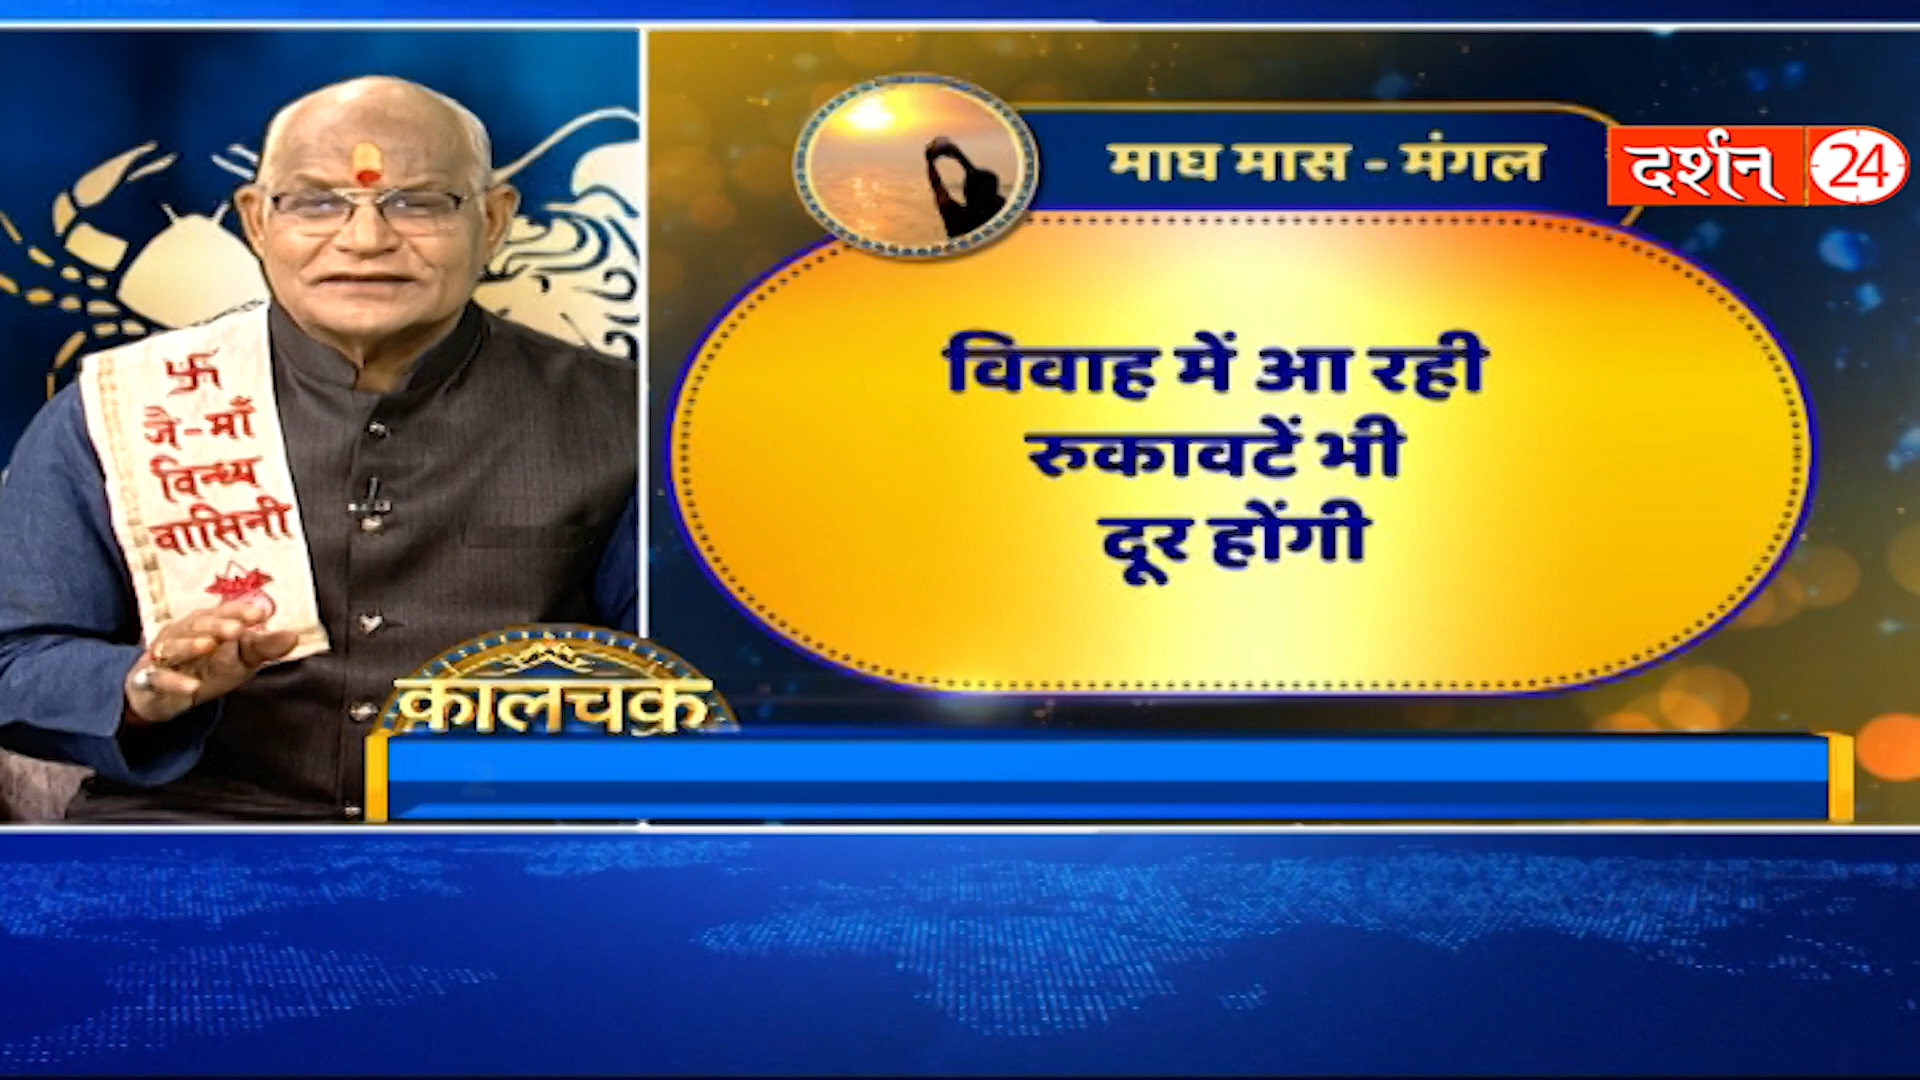 माघ मास - मंगल
दर्शन 24
विवाह में आ रही
रुकावटें भी
दूर होंगी
जै-माँ
विन्ध्य
वासिनी
कालचक्र